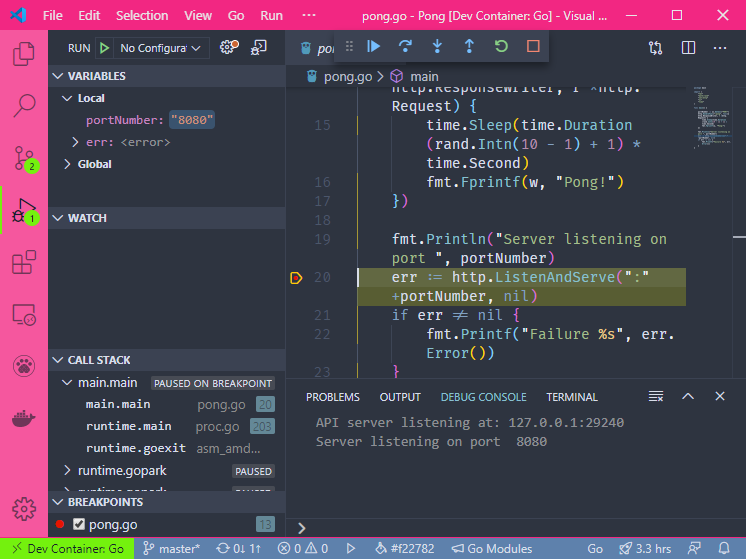 File Edit Selection View Go Run ··· pong.go - Pong [Dev Container: Go] - Visual ...
RUN No Configurat
VARIABLES
Local
portNumber: "8080"
err: <error>
Global
WATCH
CALL STACK
main.main PAUSED ON BREAKPOINT
main.main pong.go 20
runtime.main proc.go 203
runtime.goexit asm_amd...
runtime.gopark PAUSED
BREAKPOINTS
pong.go 13
2
1
pong.go > main
http.ResponseWriter, r *http.
Request) {
15 time.Sleep(time.Duration
(rand.Intn(10 - 1) + 1) *
time.Second)
16 fmt.Fprintf(w, "Pong!")
17 })
18
19 fmt.Println("Server listening on
port ", portNumber)
20 err := http.ListenAndServe(":"
+portNumber, nil)
21 if err ≠ nil {
22 fmt.Printf("Failure %s", err.
Error())
23 }
PROBLEMS OUTPUT DEBUG CONSOLE TERMINAL
API server listening at: 127.0.0.1:29240
Server listening on port  8080
Dev Container: Go master* 0↓ 1↑ 0 0 #f22782 Go Modules Go 3.3 hrs